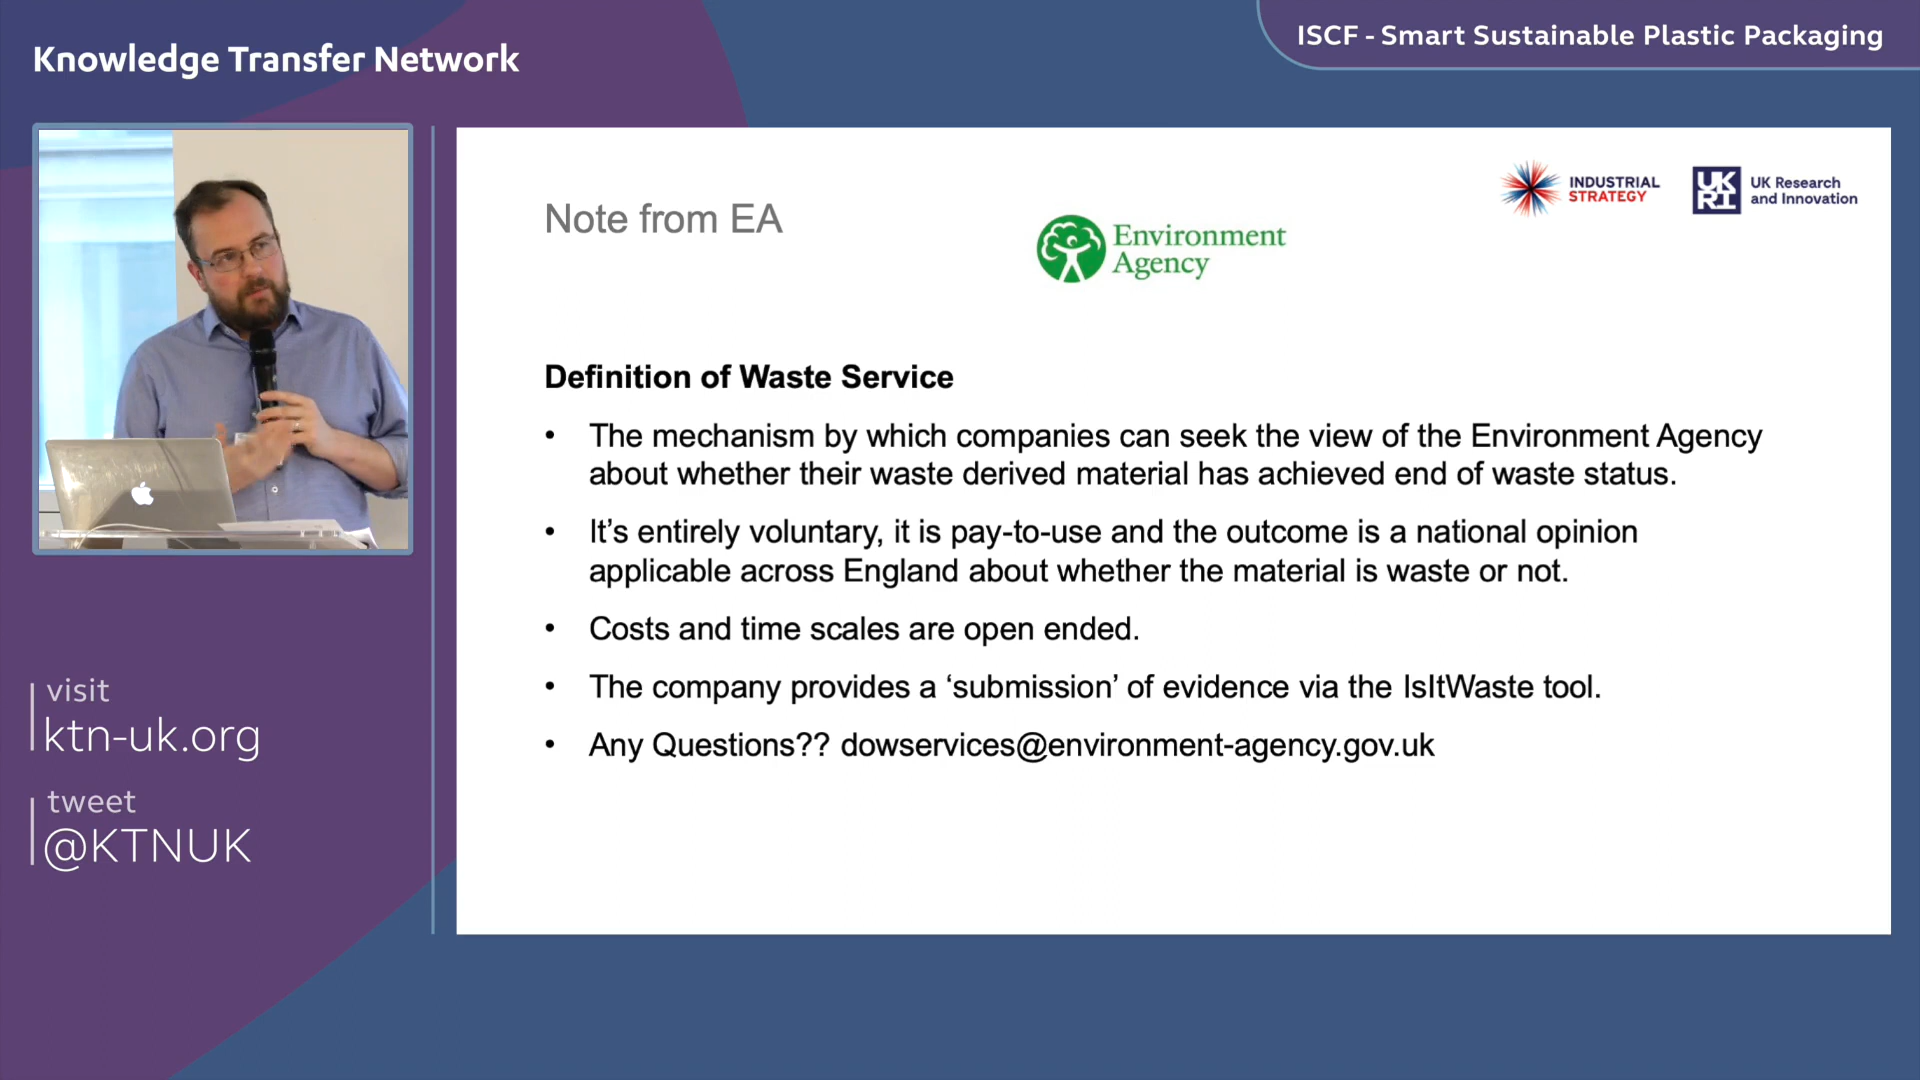 Knowledge Transfer Network
ISCF - Smart Sustainable Plastic Packaging
INDUSTRIAL
STRATEGY
UK
RI
UK Research
and Innovation
Note from EA
Environment
Agency
Definition of Waste Service
• The mechanism by which companies can seek the view of the Environment Agency
about whether their waste derived material has achieved end of waste status.
• It’s entirely voluntary, it is pay-to-use and the outcome is a national opinion
applicable across England about whether the material is waste or not.
• Costs and time scales are open ended.
• The company provides a ‘submission’ of evidence via the IsItWaste tool.
• Any Questions?? dowservices@environment-agency.gov.uk
visit
ktn-uk.org
tweet
@KTNUK